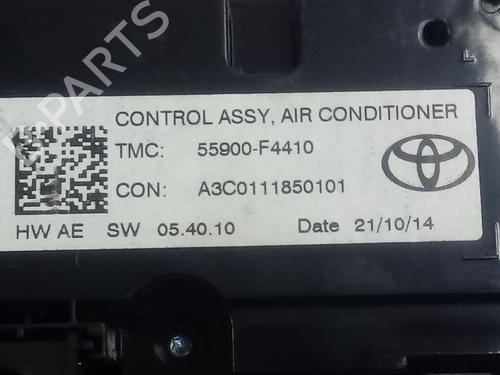 B-PARTS
CONTROL ASSY, AIR CONDITIONER
TMC: 55900-F4410
CON: A3C0111850101
HW AE SW 05.40.10 Date 21/10/14